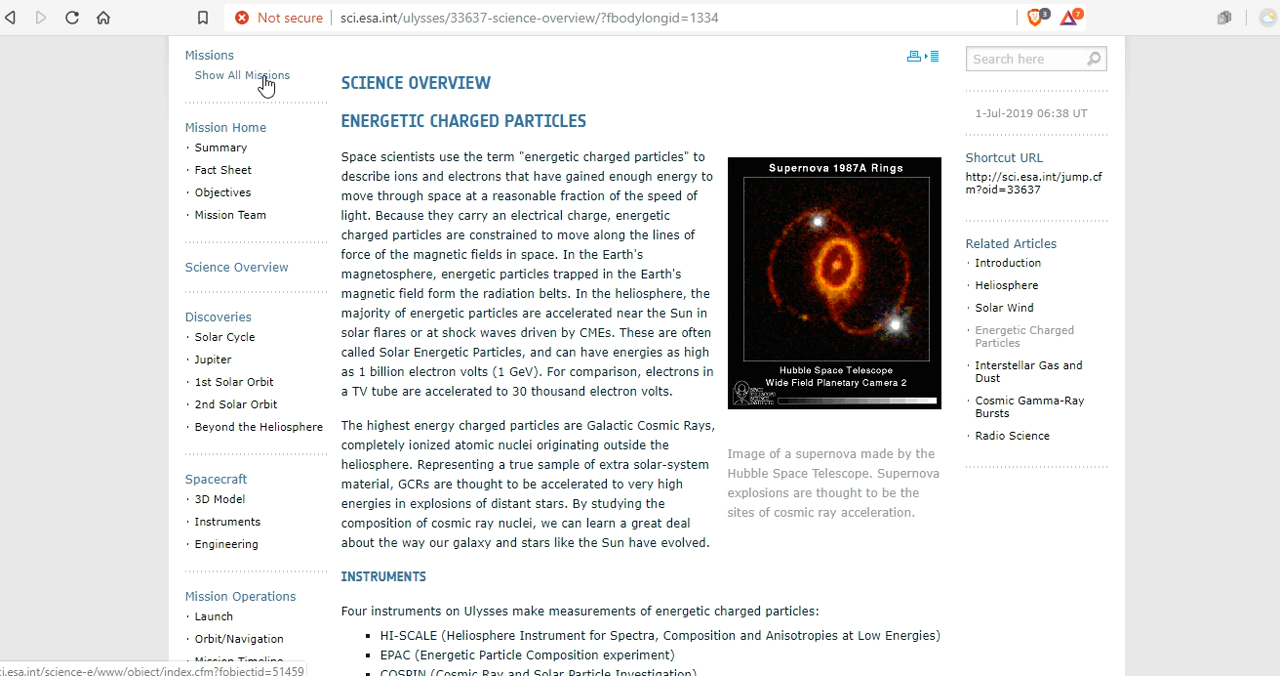 Not secure
sci.esa.int/ulysses/33637-science-overview/?fbodylongid=1334
3
7
Missions
Show All Missions
Mission Home
· Summary
· Fact Sheet
· Objectives
· Mission Team
Science Overview
Discoveries
· Solar Cycle
· Jupiter
· 1st Solar Orbit
· 2nd Solar Orbit
· Beyond the Heliosphere
Spacecraft
· 3D Model
· Instruments
· Engineering
Mission Operations
· Launch
· Orbit/Navigation
· Mission Timeline
SCIENCE OVERVIEW
ENERGETIC CHARGED PARTICLES
Space scientists use the term "energetic charged particles" to
describe ions and electrons that have gained enough energy to
move through space at a reasonable fraction of the speed of
light. Because they carry an electrical charge, energetic
charged particles are constrained to move along the lines of
force of the magnetic fields in space. In the Earth's
magnetosphere, energetic particles trapped in the Earth's
magnetic field form the radiation belts. In the heliosphere, the
majority of energetic particles are accelerated near the Sun in
solar flares or at shock waves driven by CMEs. These are often
called Solar Energetic Particles, and can have energies as high
as 1 billion electron volts (1 GeV). For comparison, electrons in
a TV tube are accelerated to 30 thousand electron volts.
The highest energy charged particles are Galactic Cosmic Rays,
completely ionized atomic nuclei originating outside the
heliosphere. Representing a true sample of extra solar-system
material, GCRs are thought to be accelerated to very high
energies in explosions of distant stars. By studying the
composition of cosmic ray nuclei, we can learn a great deal
about the way our galaxy and stars like the Sun have evolved.
Supernova 1987A Rings
Hubble Space Telescope
Wide Field Planetary Camera 2
Image of a supernova made by the
Hubble Space Telescope. Supernova
explosions are thought to be the
sites of cosmic ray acceleration.
INSTRUMENTS
Four instruments on Ulysses make measurements of energetic charged particles:
▪ HI-SCALE (Heliosphere Instrument for Spectra, Composition and Anisotropies at Low Energies)
▪ EPAC (Energetic Particle Composition experiment)
▪ COSPIN (Cosmic Ray and Solar Particle Investigation)
Search here
1-Jul-2019 06:38 UT
Shortcut URL
http://sci.esa.int/jump.cf
m?oid=33637
Related Articles
· Introduction
· Heliosphere
· Solar Wind
· Energetic Charged
Particles
· Interstellar Gas and
Dust
· Cosmic Gamma-Ray
Bursts
· Radio Science
ci.esa.int/science-e/www/object/index.cfm?fobjectid=51459